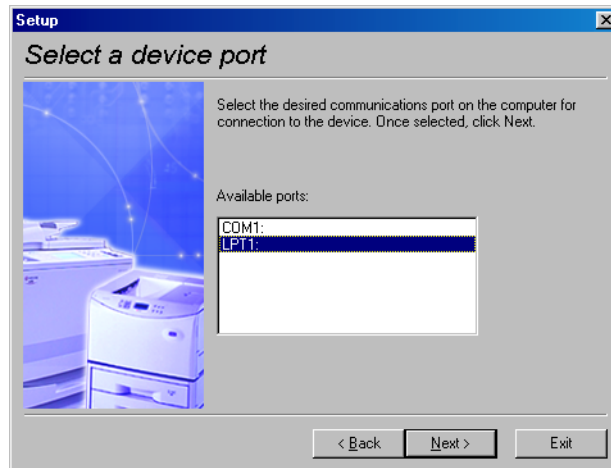 Setup
Select a device port
Select the desired communications port on the computer for
connection to the device. Once selected, click Next.
Available ports:
COM1:
LPT1:
< Back
Next >
Exit